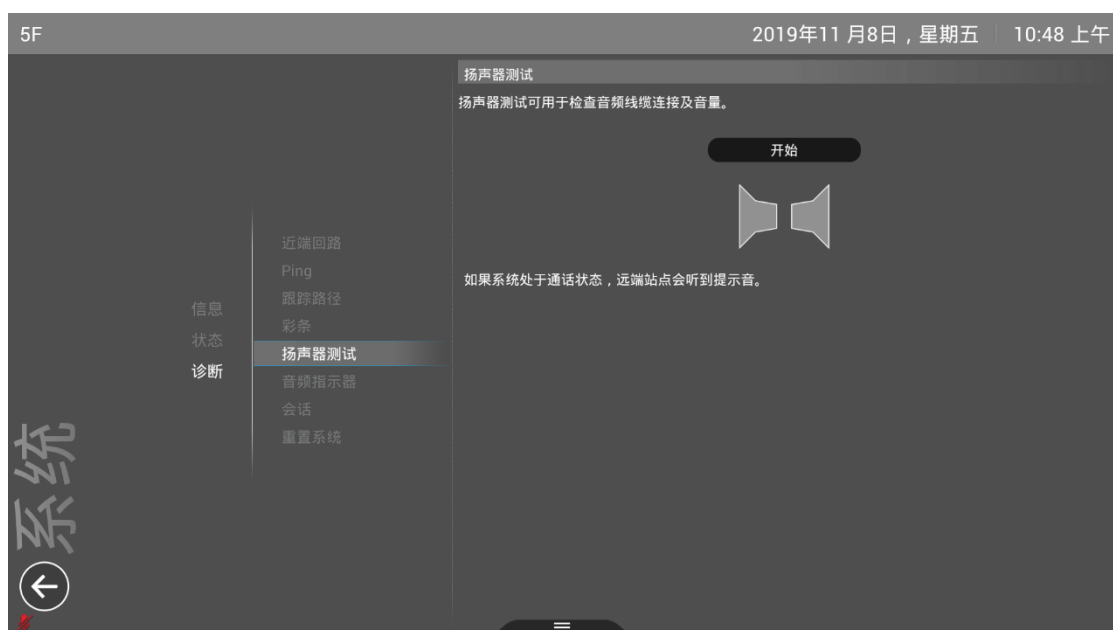 5F
2019年11月8日，星期五 10:48 上午
扬声器测试
扬声器测试可用于检查音频线缆连接及音量。
开始
如果系统处于通话状态，远端站点会听到提示音。
近端回路
Ping
跟踪路径
彩条
扬声器测试
音频指示器
会话
重置系统
信息
状态
诊断
系统